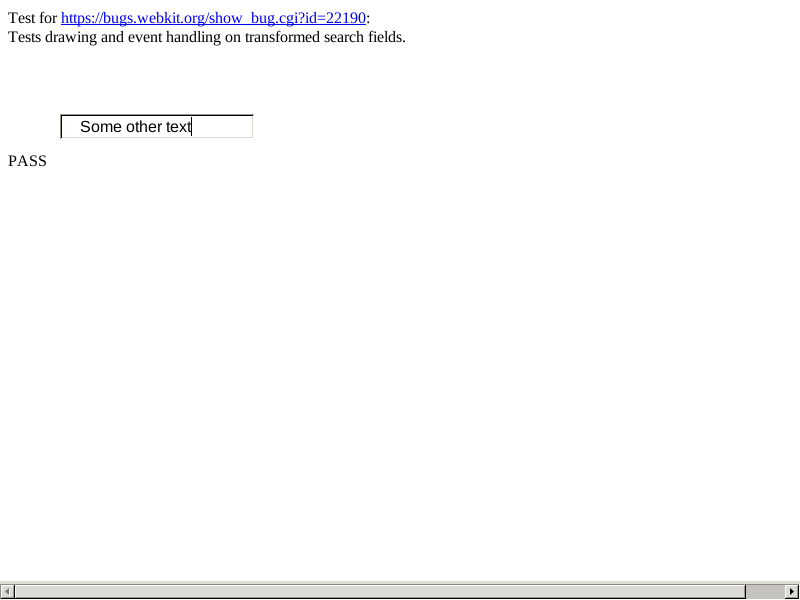 Test for https://bugs.webkit.org/show_bug.cgi?id=22190:
Tests drawing and event handling on transformed search fields.
Some other text
PASS